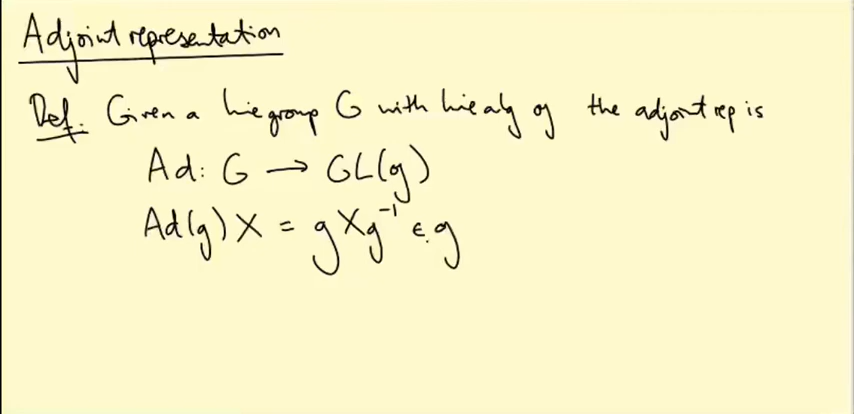 Adjoint representation
Def. Given a Lie group G with Lie alg 𝔤 the adjoint rep is
Ad: G → GL(𝔤)
Ad(g)X = gXg⁻¹ ∈ 𝔤